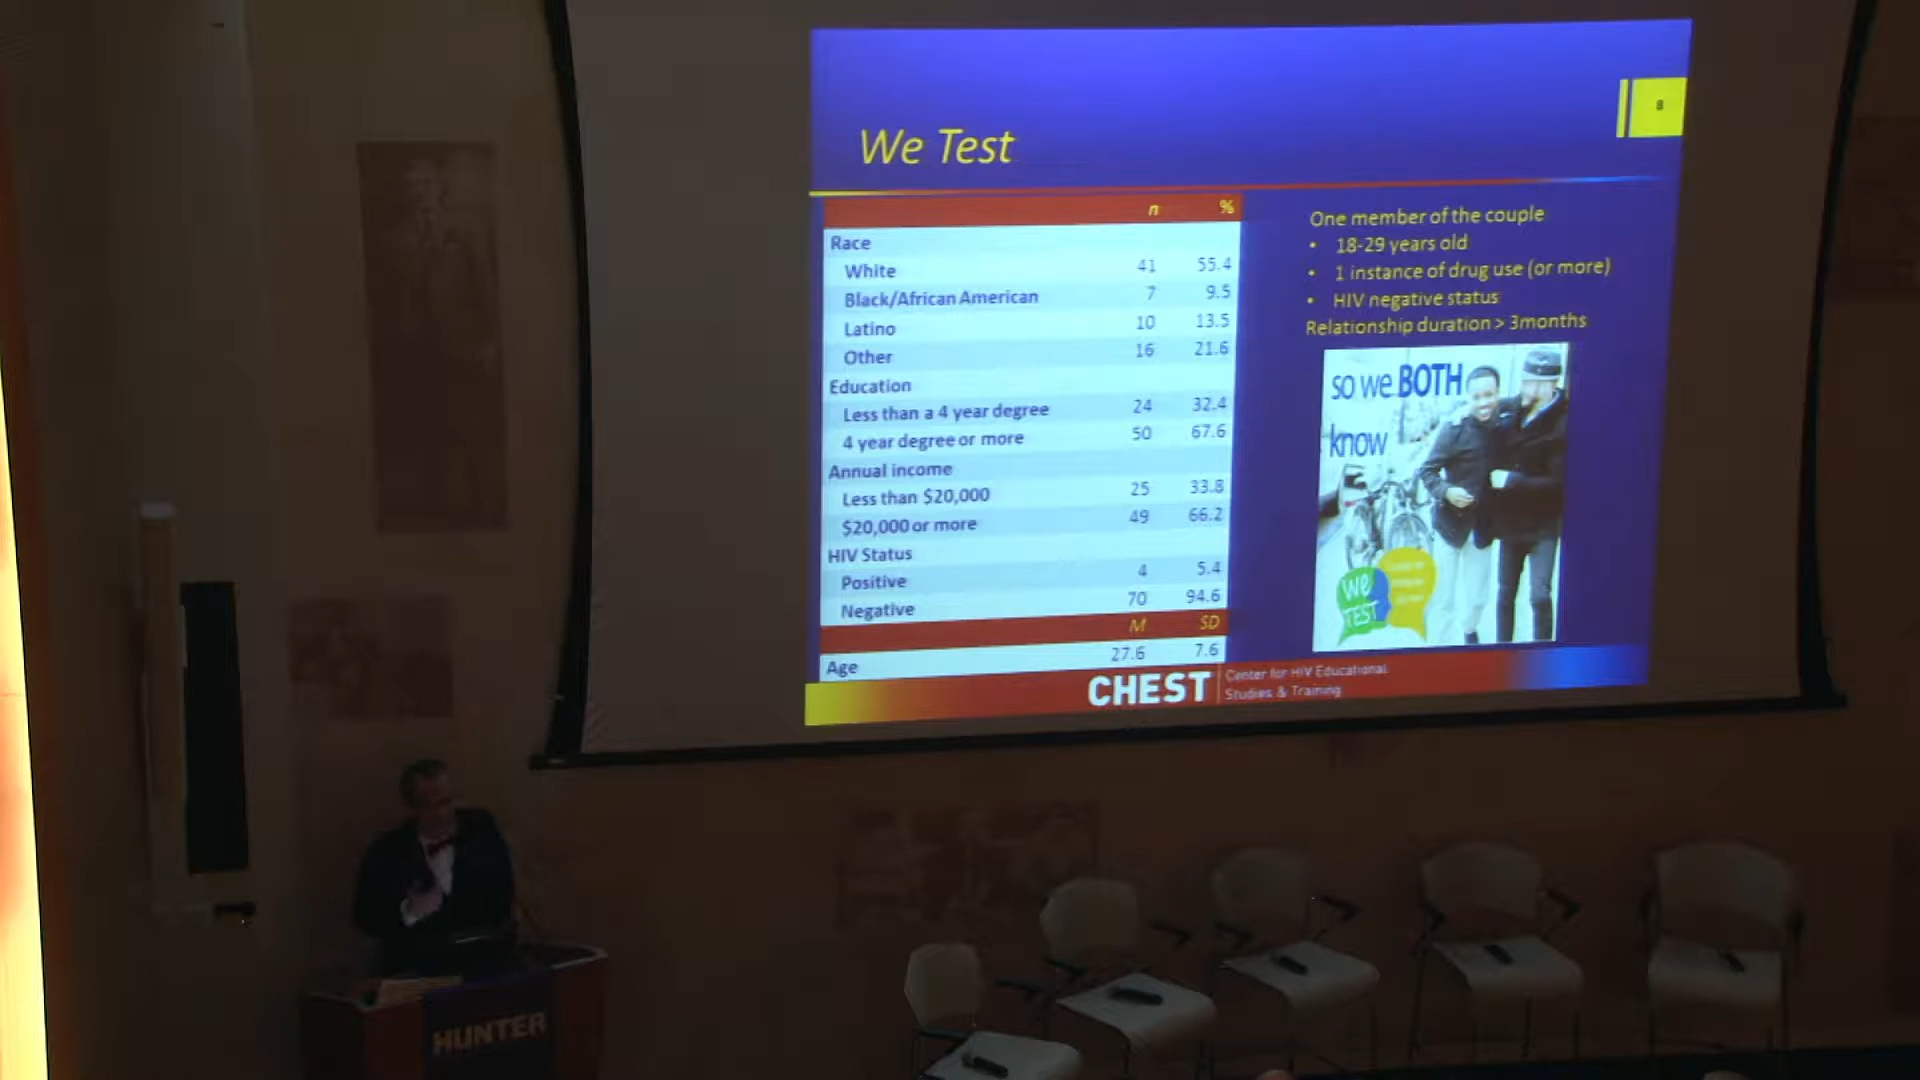 8
We Test
n %
Race
White 41 55.4
Black/African American 7 9.5
Latino 10 13.5
Other 16 21.6
Education
Less than a 4 year degree 24 32.4
4 year degree or more 50 67.6
Annual income
Less than $20,000 25 33.8
$20,000 or more 49 66.2
HIV Status
Positive 4 5.4
Negative 70 94.6
M SD
Age 27.6 7.6
One member of the couple
• 18-29 years old
• 1 instance of drug use (or more)
• HIV negative status
Relationship duration > 3months
so we BOTH
know
We
TEST
CHEST
Center for HIV Educational
Studies & Training
HUNTER